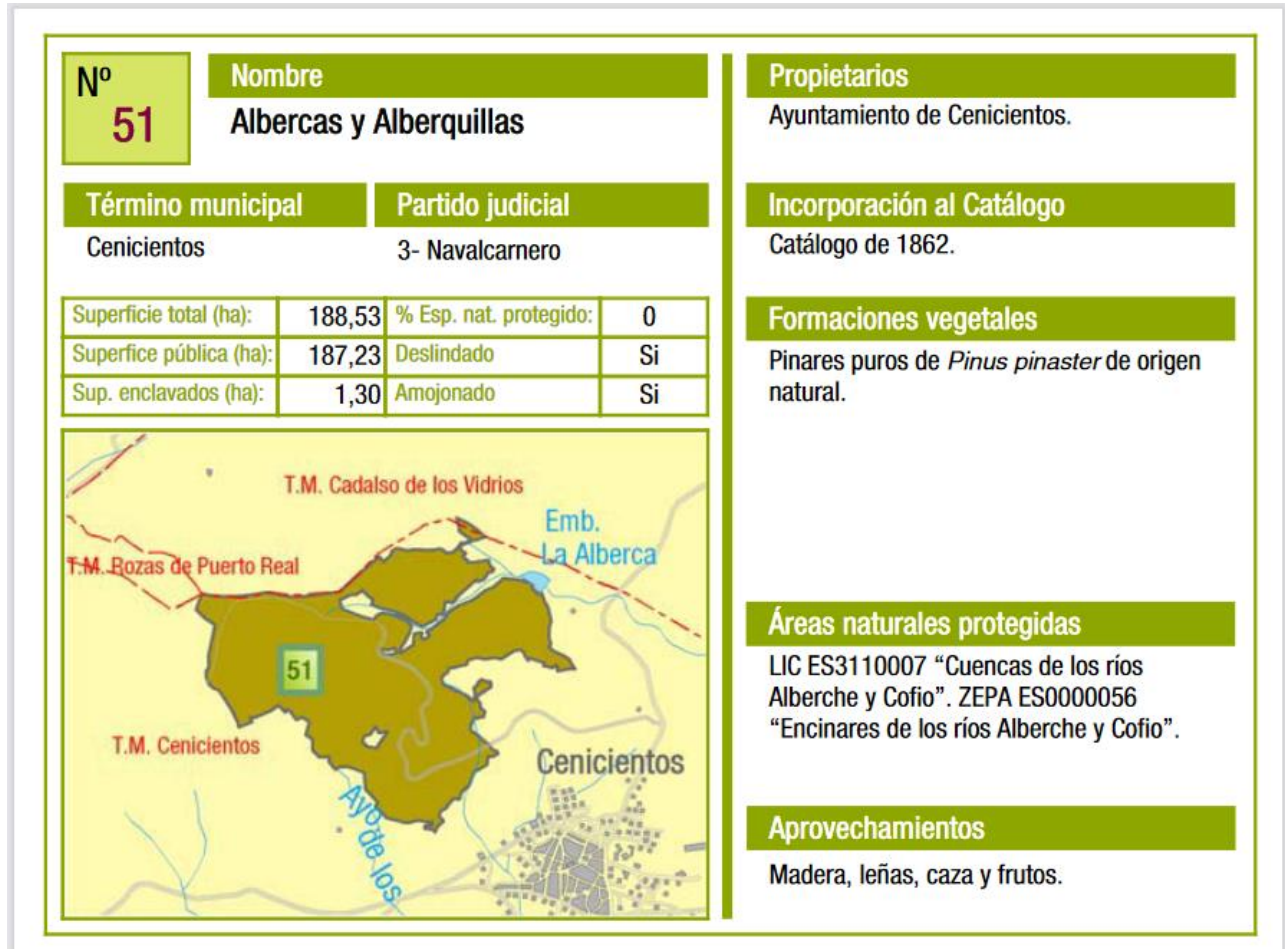 Nº
51
Nombre
Albercas y Alberquillas
Término municipal
Cenicientos
Partido judicial
3- Navalcarnero
Superficie total (ha): 188,53 % Esp. nat. protegido: 0
Superfice pública (ha): 187,23 Deslindado Si
Sup. enclavados (ha): 1,30 Amojonado Si
T.M. Cadalso de los Vidrios
Emb.
La Alberca
T.M. Rozas de Puerto Real
51
T.M. Cenicientos
Cenicientos
Ayo de los
Propietarios
Ayuntamiento de Cenicientos.
Incorporación al Catálogo
Catálogo de 1862.
Formaciones vegetales
Pinares puros de Pinus pinaster de origen
natural.
Áreas naturales protegidas
LIC ES3110007 “Cuencas de los ríos
Alberche y Cofio”. ZEPA ES0000056
“Encinares de los ríos Alberche y Cofio”.
Aprovechamientos
Madera, leñas, caza y frutos.